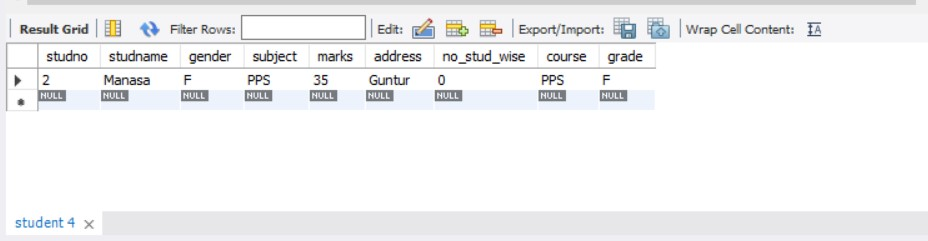 Result Grid Filter Rows: Edit: Export/Import: Wrap Cell Content: IA
studno studname gender subject marks address no_stud_wise course grade
2 Manasa F PPS 35 Guntur 0 PPS F
NULL NULL NULL NULL NULL NULL NULL NULL NULL
student 4 ×